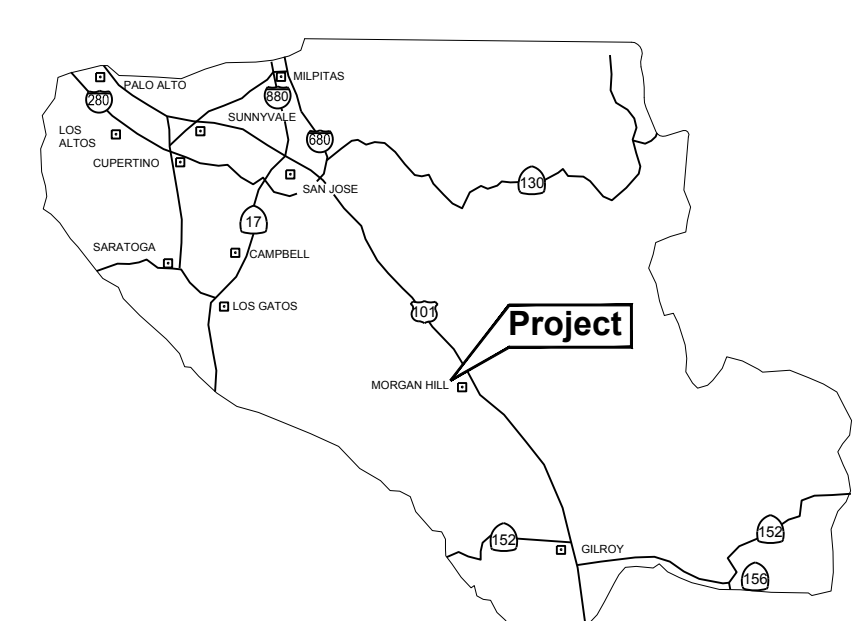 MILPITAS
PALO ALTO
280
880
SUNNYVALE
LOS
ALTOS
680
CUPERTINO
130
SAN JOSE
17
SARATOGA
CAMPBELL
LOS GATOS
101
Project
MORGAN HILL
152
152
GILROY
156